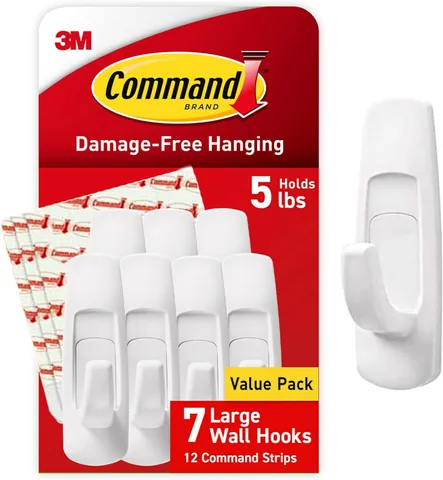 3M
Command
BRAND
Damage-Free Hanging
5 Holds
lbs
Value Pack
7 Large
Wall Hooks
12 Command Strips